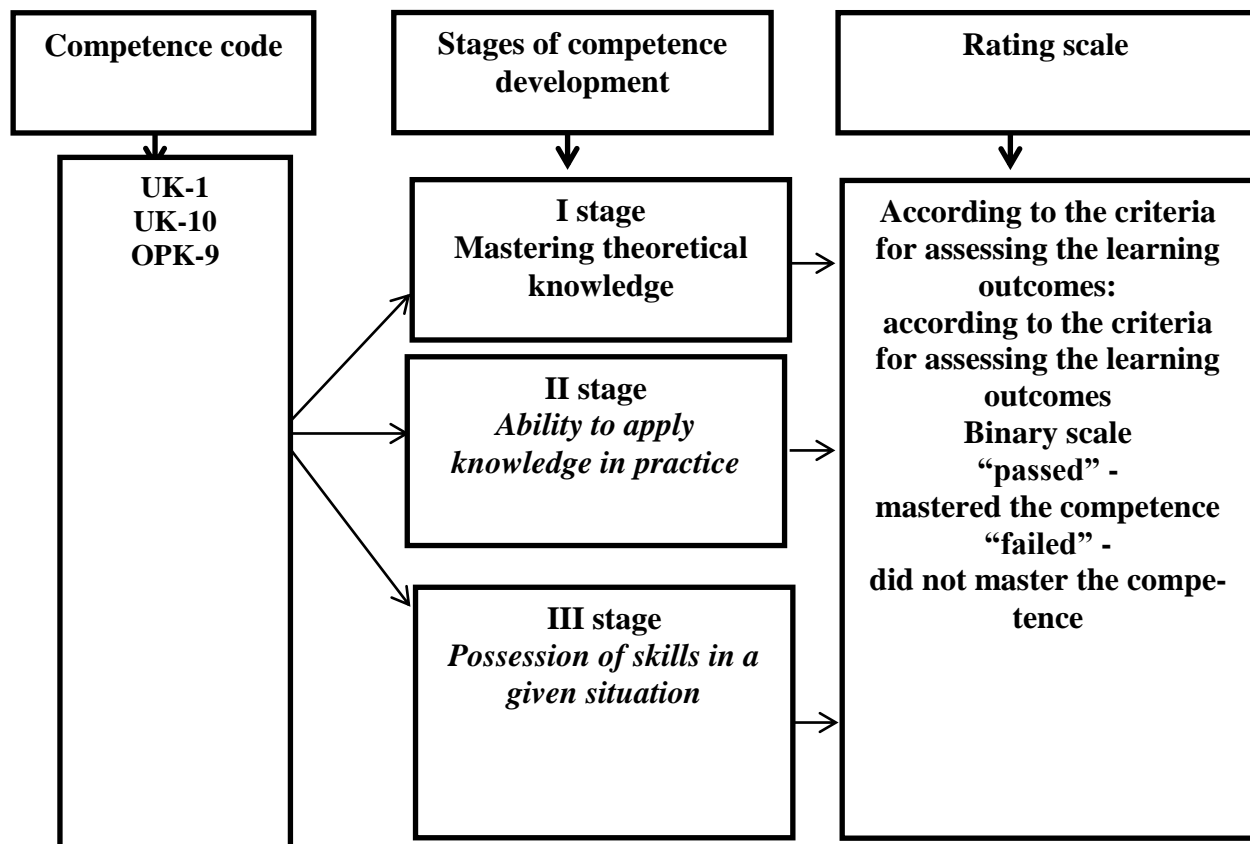 Competence code
Stages of competence
development
Rating scale
UK-1
UK-10
OPK-9
I stage
Mastering theoretical
knowledge
II stage
Ability to apply
knowledge in practice
III stage
Possession of skills in a
given situation
According to the criteria
for assessing the learning
outcomes:
according to the criteria
for assessing the learning
outcomes
Binary scale
“passed” -
mastered the competence
“failed” -
did not master the compe-
tence